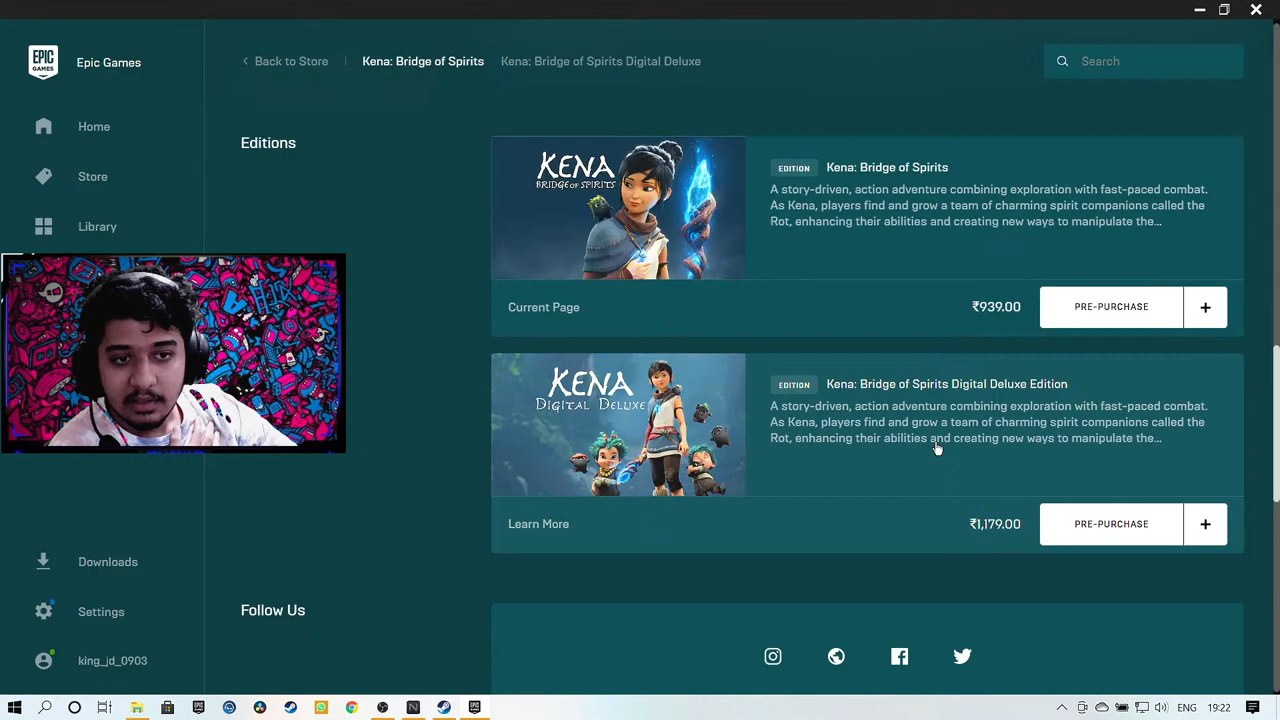 EPIC
GAMES
Epic Games
Home
Store
Library
Downloads
Settings
king_jd_0903
Back to Store
Kena: Bridge of Spirits
Kena: Bridge of Spirits Digital Deluxe
Search
Editions
KENA
BRIDGE OF SPIRITS
EDITION
Kena: Bridge of Spirits
A story-driven, action adventure combining exploration with fast-paced combat.
As Kena, players find and grow a team of charming spirit companions called the
Rot, enhancing their abilities and creating new ways to manipulate the...
Current Page
₹939.00
PRE-PURCHASE
+
KENA
DIGITAL DELUXE
EDITION
Kena: Bridge of Spirits Digital Deluxe Edition
A story-driven, action adventure combining exploration with fast-paced combat.
As Kena, players find and grow a team of charming spirit companions called the
Rot, enhancing their abilities and creating new ways to manipulate the...
Learn More
₹1,179.00
PRE-PURCHASE
+
Follow Us
ENG
19:22